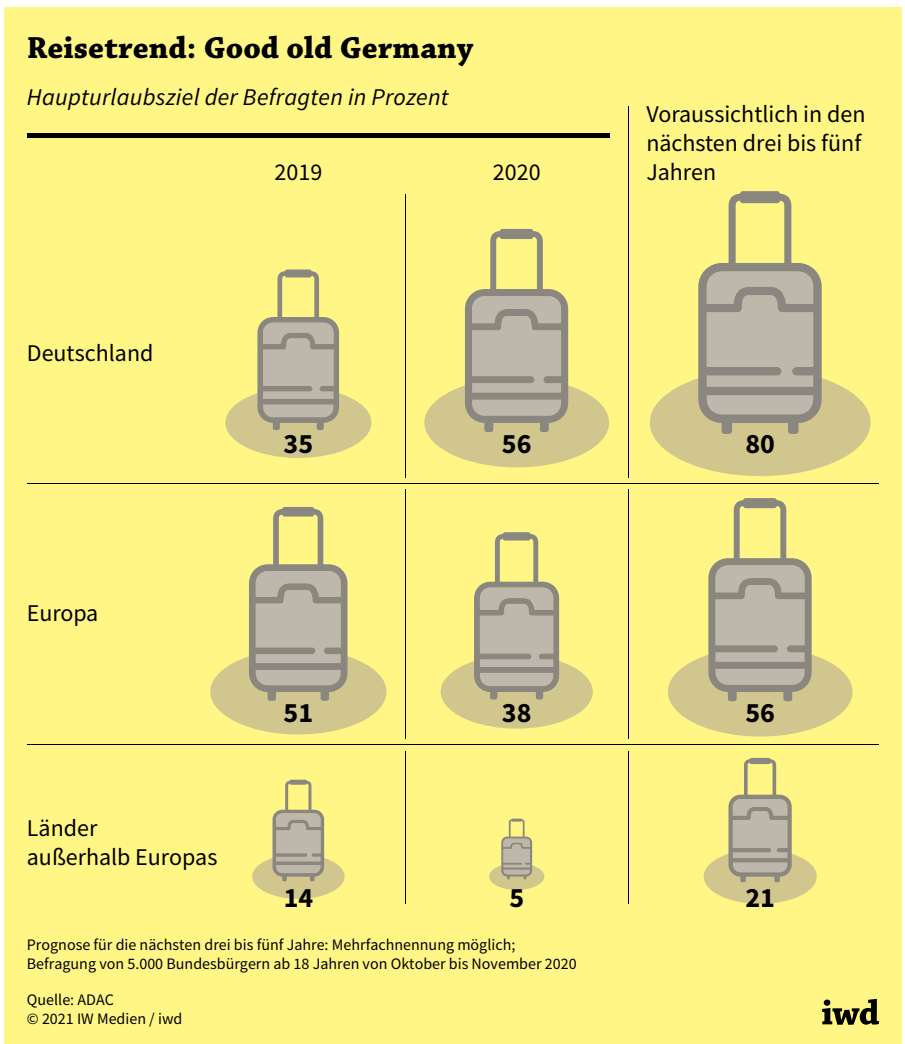 Reisetrend: Good old Germany
Haupturlaubsziel der Befragten in Prozent
2019
2020
Voraussichtlich in den
nächsten drei bis fünf
Jahren
Deutschland
35
56
80
Europa
51
38
56
Länder
außerhalb Europas
14
5
21
Prognose für die nächsten drei bis fünf Jahre: Mehrfachnennung möglich;
Befragung von 5.000 Bundesbürgern ab 18 Jahren von Oktober bis November 2020
Quelle: ADAC
© 2021 IW Medien / iwd
iwd